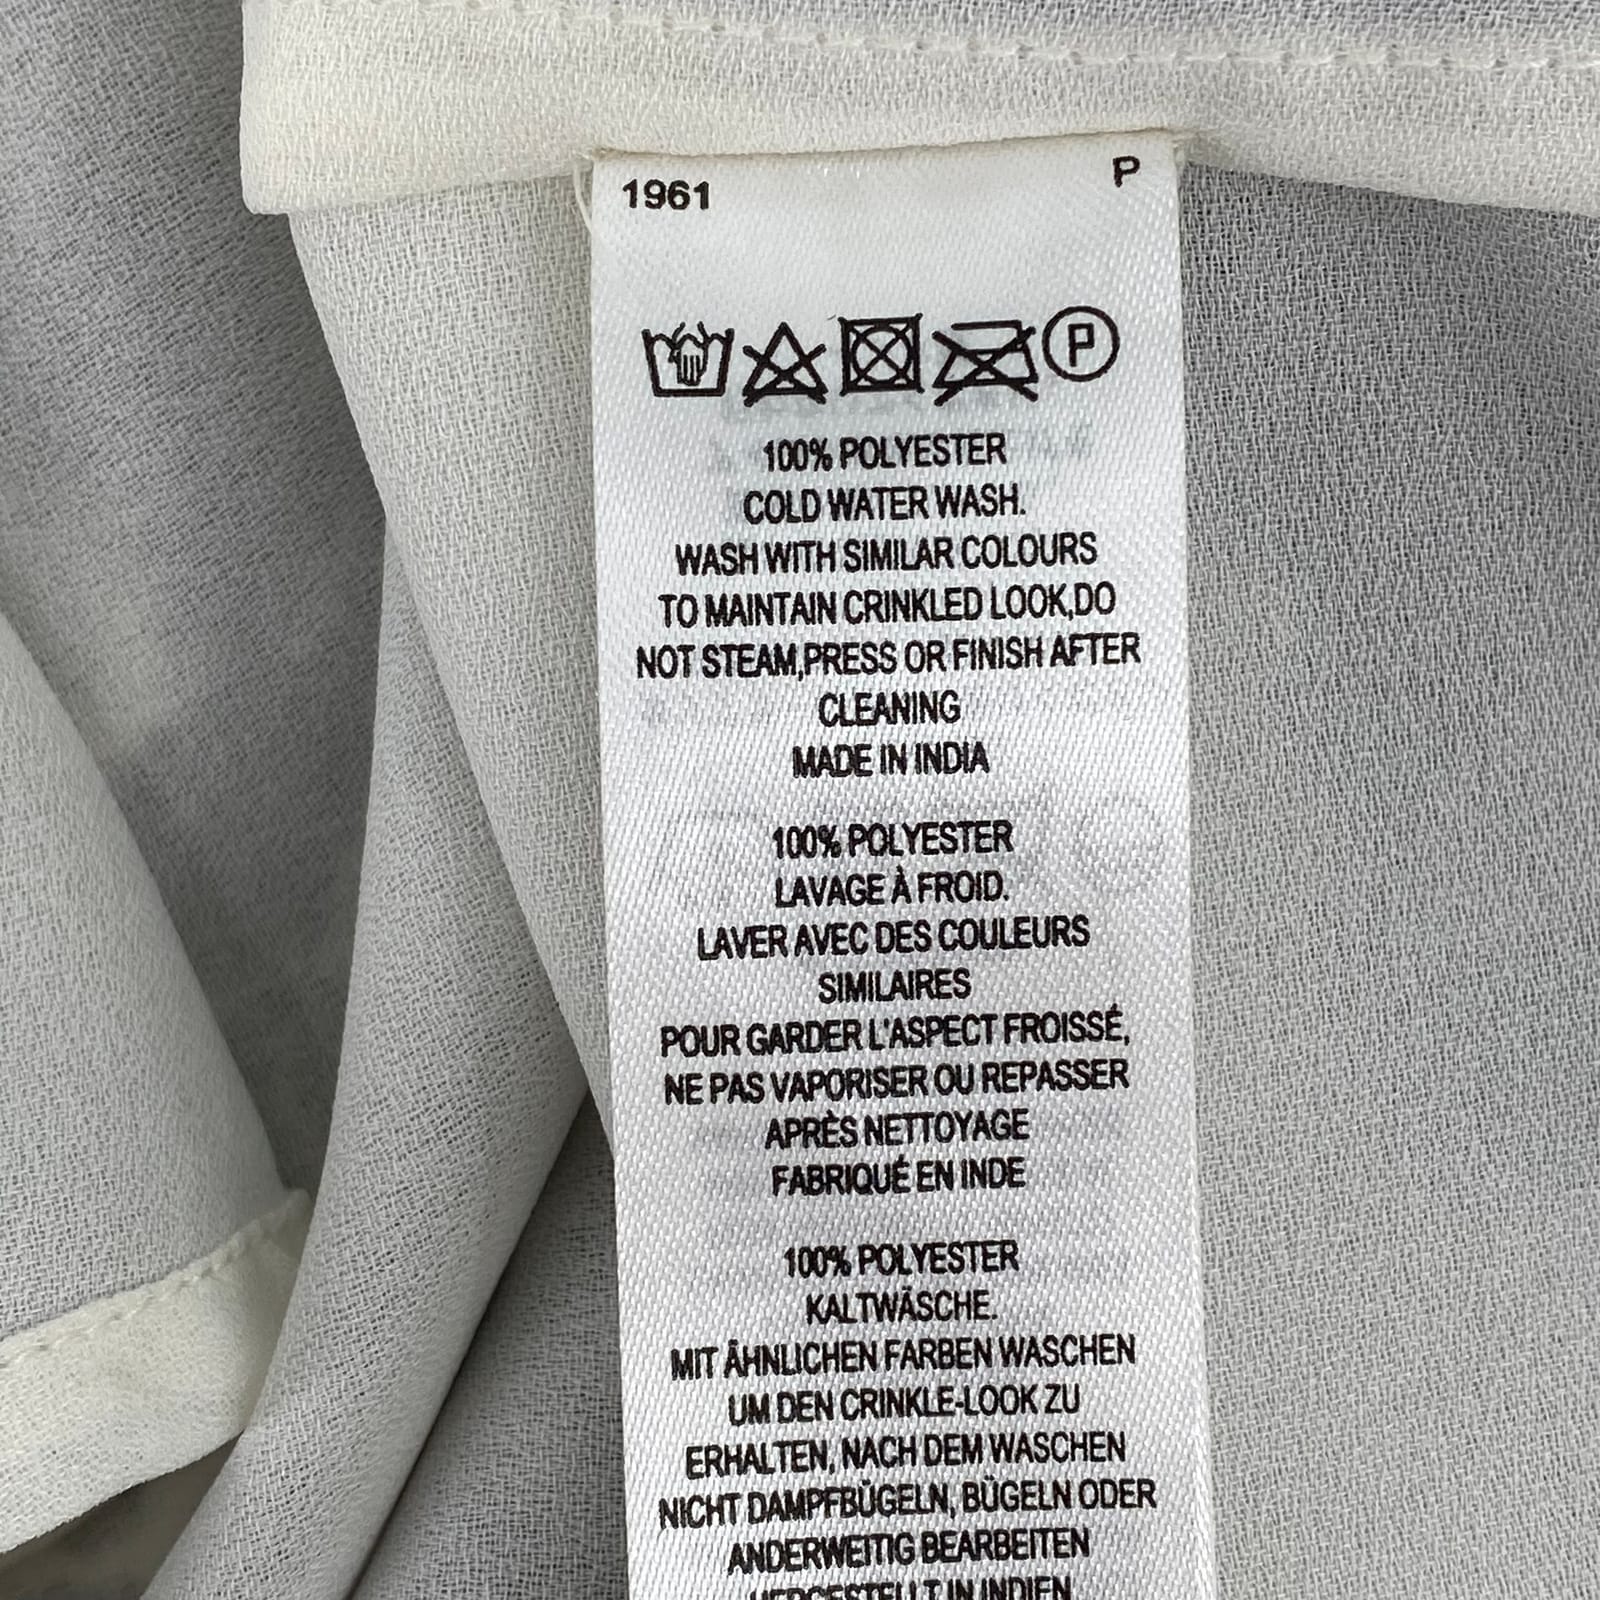 1961
P
P
100% POLYESTER
COLD WATER WASH.
WASH WITH SIMILAR COLOURS
TO MAINTAIN CRINKLED LOOK,DO
NOT STEAM,PRESS OR FINISH AFTER
CLEANING
MADE IN INDIA
100% POLYESTER
LAVAGE À FROID.
LAVER AVEC DES COULEURS
SIMILAIRES
POUR GARDER L'ASPECT FROISSÉ,
NE PAS VAPORISER OU REPASSER
APRÈS NETTOYAGE
FABRIQUÉ EN INDE
100% POLYESTER
KALTWÄSCHE.
MIT ÄHNLICHEN FARBEN WASCHEN
UM DEN CRINKLE-LOOK ZU
ERHALTEN, NACH DEM WASCHEN
NICHT DAMPFBÜGELN, BÜGELN ODER
ANDERWEITIG BEARBEITEN
HERGESTELLT IN INDIEN